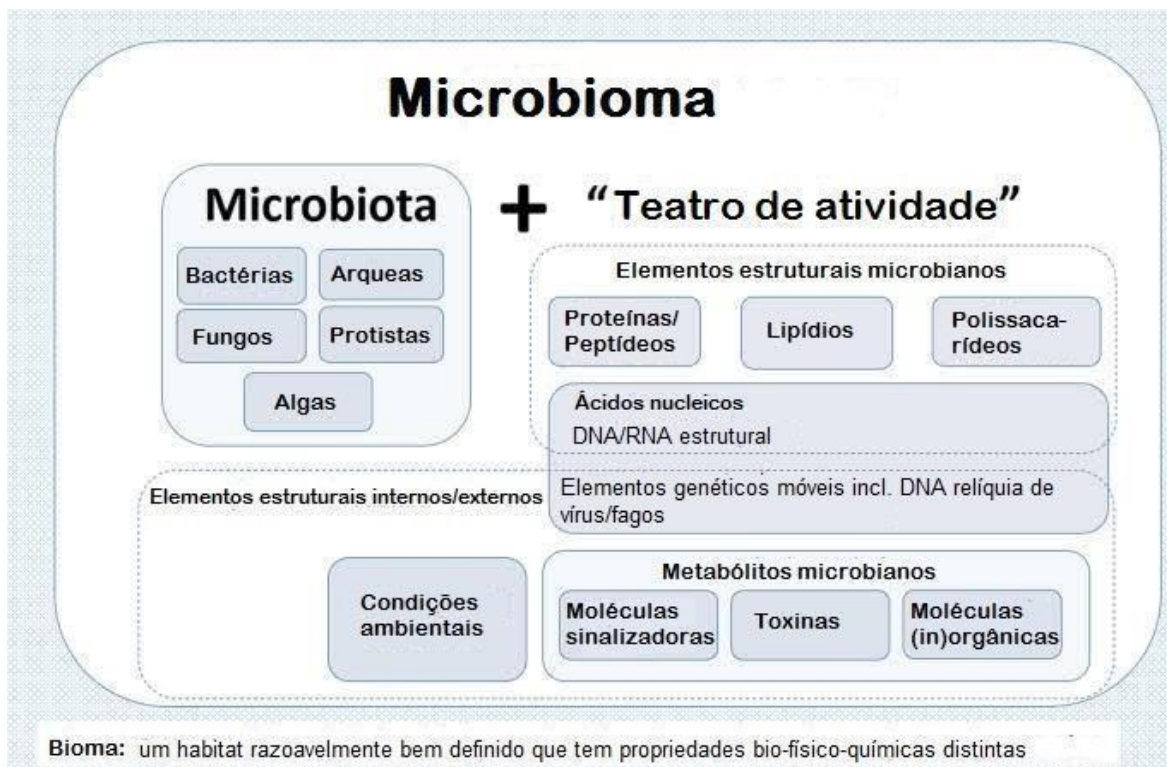 Microbioma
Microbiota + “Teatro de atividade”
Bactérias
Arqueas
Fungos
Protistas
Algas
Elementos estruturais microbianos
Proteínas/
Peptídeos
Lipídios
Polissaca-
rídeos
Ácidos nucleicos
DNA/RNA estrutural
Elementos estruturais internos/externos
Elementos genéticos móveis incl. DNA relíquia de
vírus/fagos
Condições
ambientais
Metabólitos microbianos
Moléculas
sinalizadoras
Toxinas
Moléculas
(in)orgânicas
Bioma: um habitat razoavelmente bem definido que tem propriedades bio-físico-químicas distintas